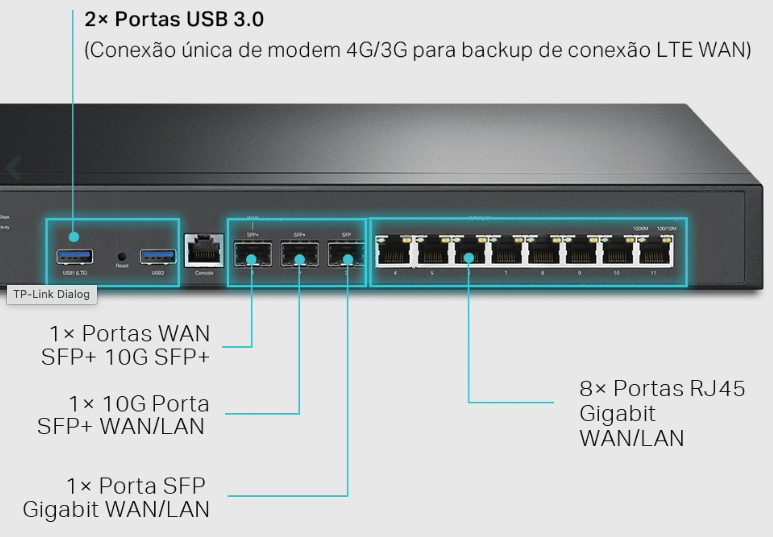 2× Portas USB 3.0
(Conexão única de modem 4G/3G para backup de conexão LTE WAN)
WAN
SFP+ SFP+ SFP
1000M 100/10M
USB1 (LTE) Reset USB2 Console
4 5 7 8 9 10 11
TP-Link Dialog
1× Portas WAN
SFP+ 10G SFP+
1× 10G Porta
SFP+ WAN/LAN
1× Porta SFP
Gigabit WAN/LAN
8× Portas RJ45
Gigabit
WAN/LAN